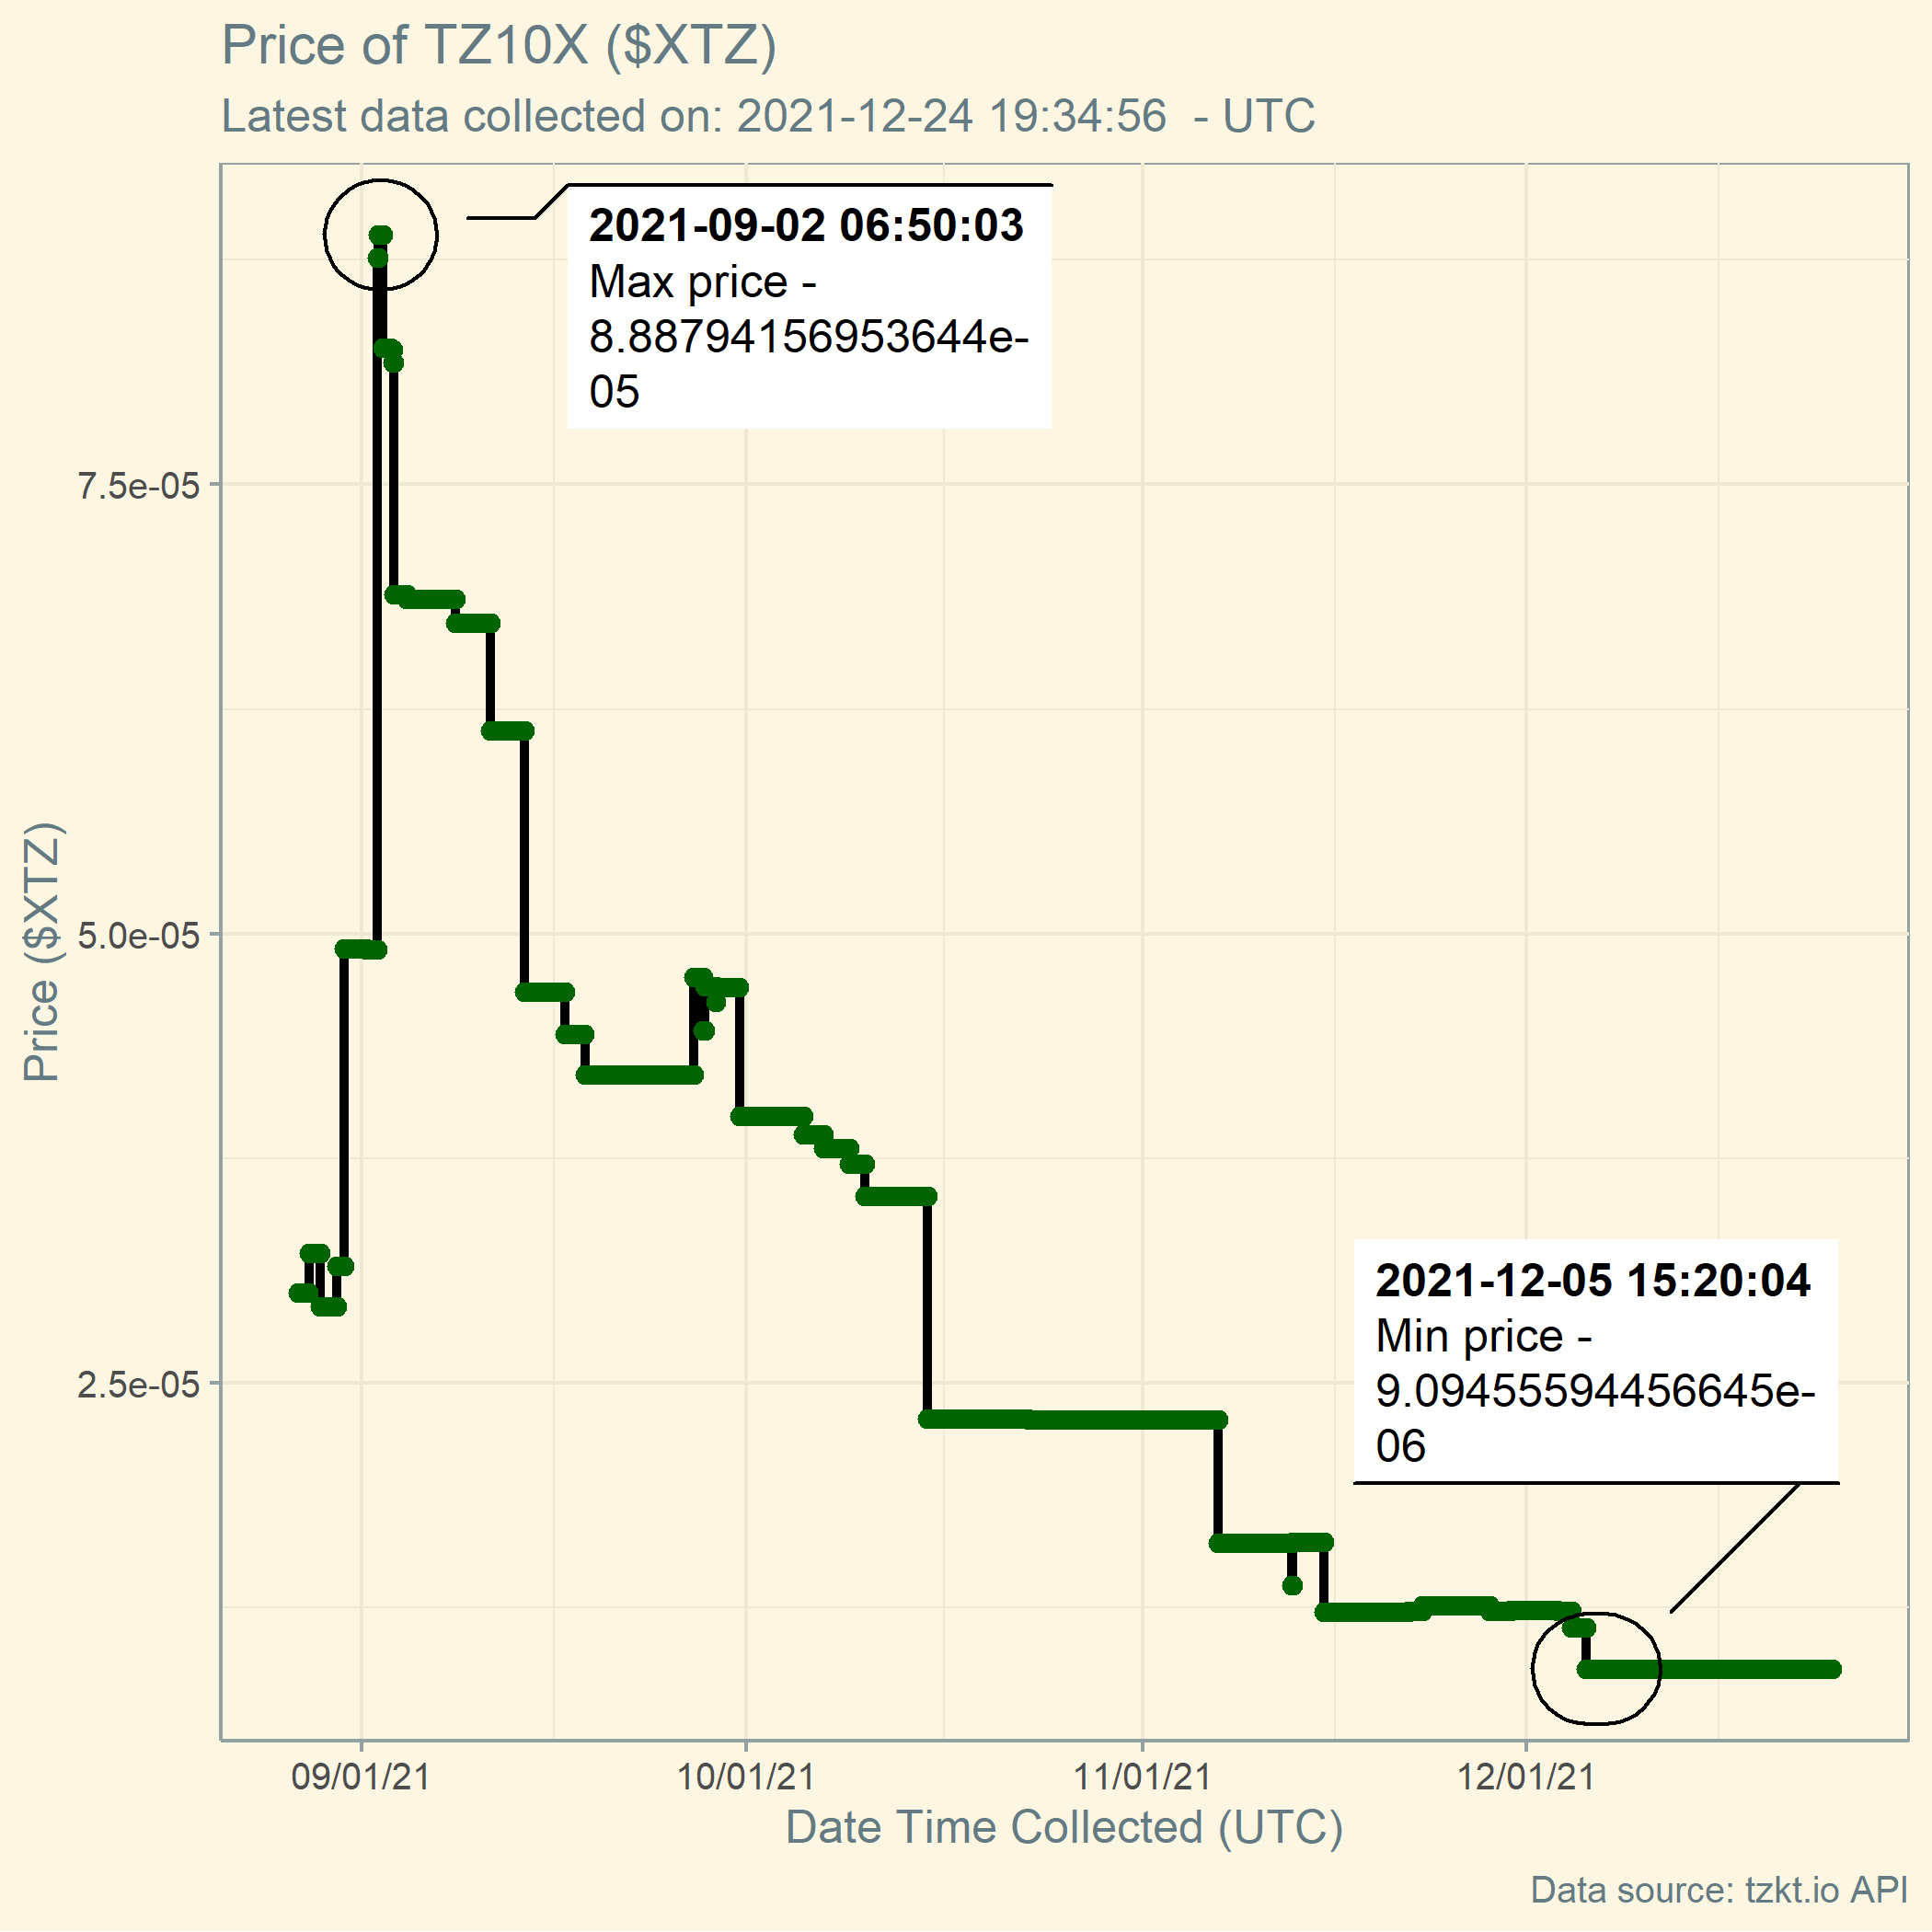 Price of TZ10X ($XTZ)
Latest data collected on: 2021-12-24 19:34:56  - UTC
2021-09-02 06:50:03
Max price -
8.88794156953644e-
05
7.5e-05
5.0e-05
2.5e-05
Price ($XTZ)
2021-12-05 15:20:04
Min price -
9.09455594456645e-
06
09/01/21
10/01/21
11/01/21
12/01/21
Date Time Collected (UTC)
Data source: tzkt.io API